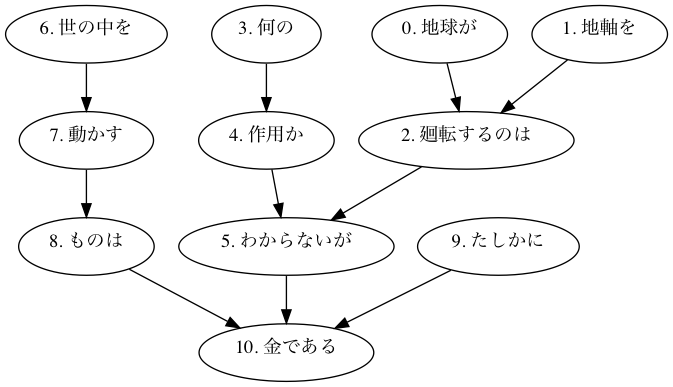 6. 世の中を 3. 何の 0. 地球が 1. 地軸を
7. 動かす 4. 作用か 2. 廻転するのは
8. ものは 5. わからないが 9. たしかに
10. 金である